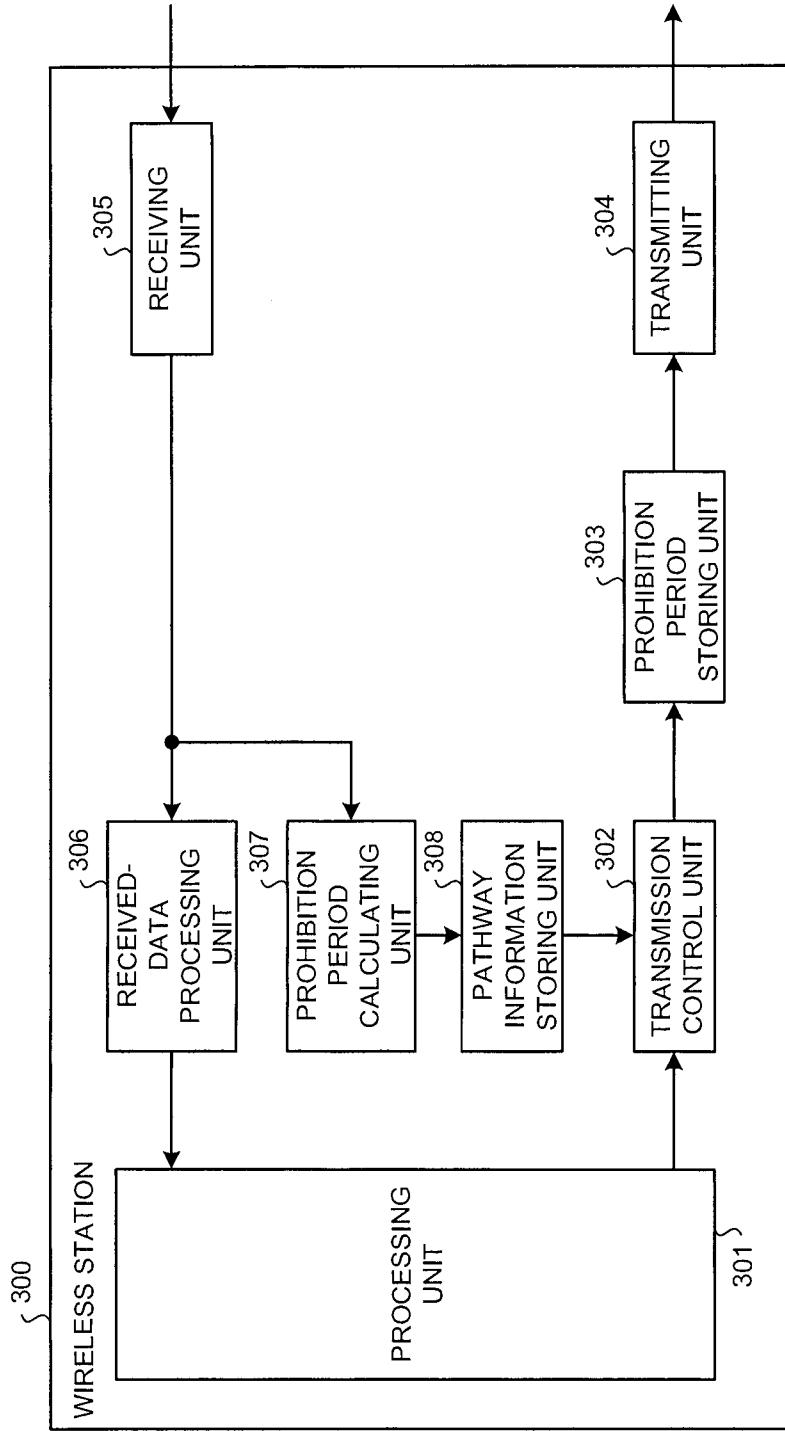 300
WIRELESS STATION
PROCESSING
UNIT
301
306
RECEIVED-
DATA
PROCESSING
UNIT
307
PROHIBITION
PERIOD
CALCULATING
UNIT
308
PATHWAY
INFORMATION
STORING UNIT
302
TRANSMISSION
CONTROL UNIT
303
PROHIBITION
PERIOD
STORING UNIT
305
RECEIVING
UNIT
304
TRANSMITTING
UNIT